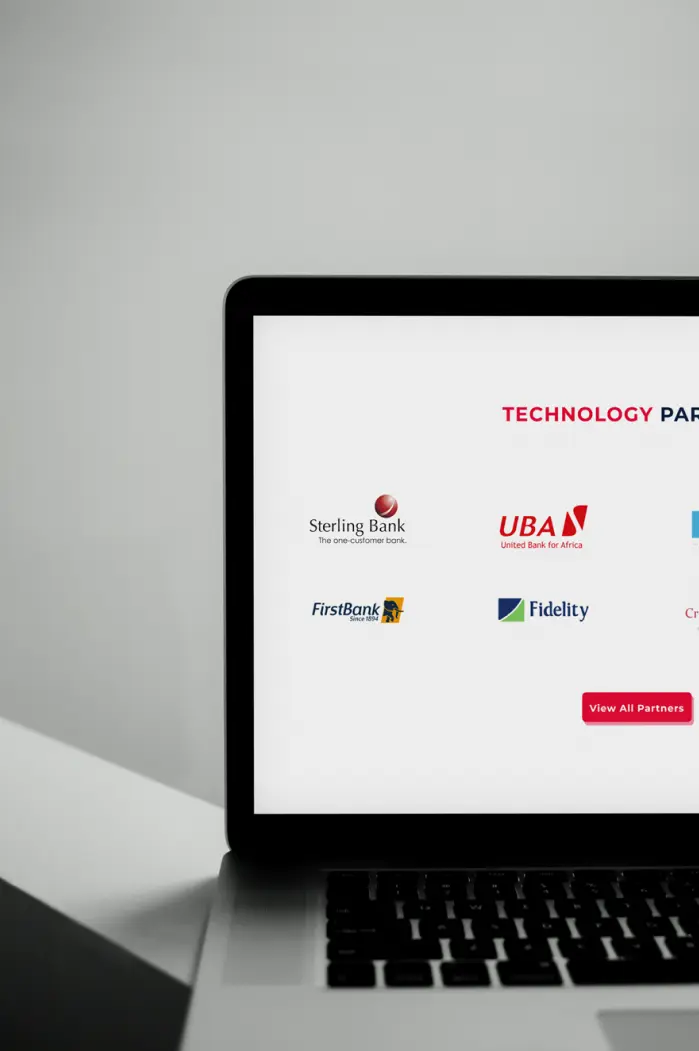 TECHNOLOGY PAR
Sterling Bank
The one-customer bank.
UBA
United Bank for Africa
FirstBank
Since 1894
Fidelity
Cr
View All Partners